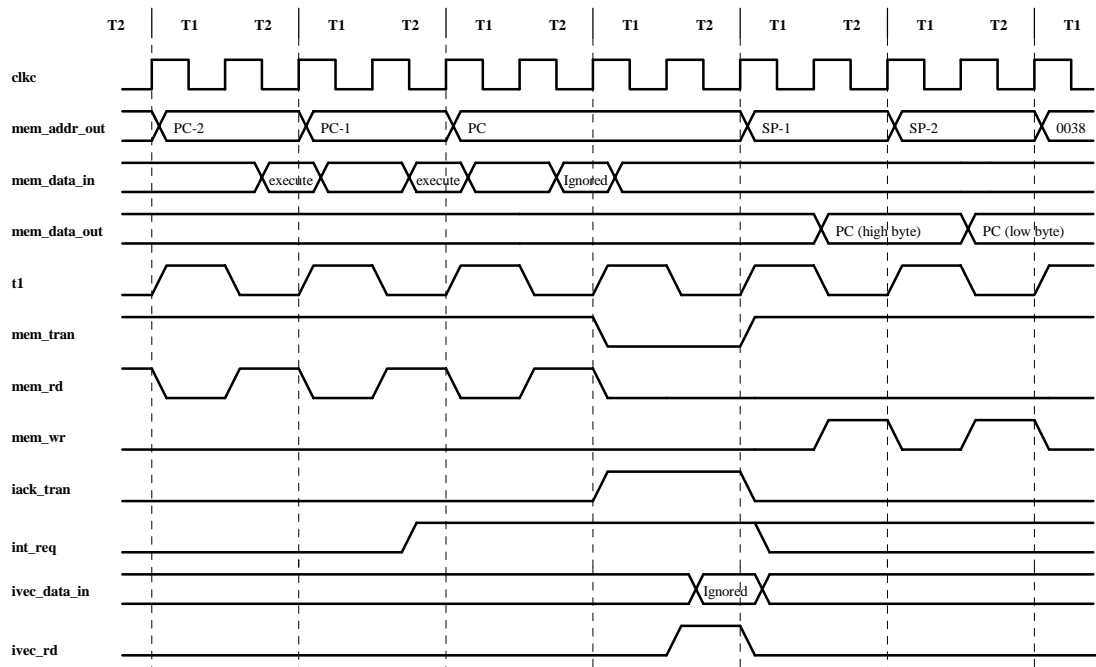 T2 T1 T2 T1 T2 T1 T2 T1 T2 T1 T2 T1 T2 T1
clkc
mem_addr_out PC-2 PC-1 PC SP-1 SP-2 0038
mem_data_in execute execute Ignored
mem_data_out PC (high byte) PC (low byte)
t1
mem_tran
mem_rd
mem_wr
iack_tran
int_req
ivec_data_in Ignored
ivec_rd